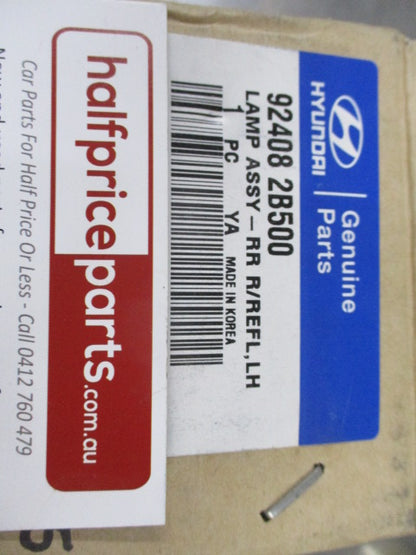 HYUNDAI
Genuine
Parts
92408 2B500
LAMP ASSY-RR R/REFL,LH
1 PC YA MADE IN KOREA
halfpriceparts.com.au
Car Parts For Half Price Or Less - Call 0412 760 479